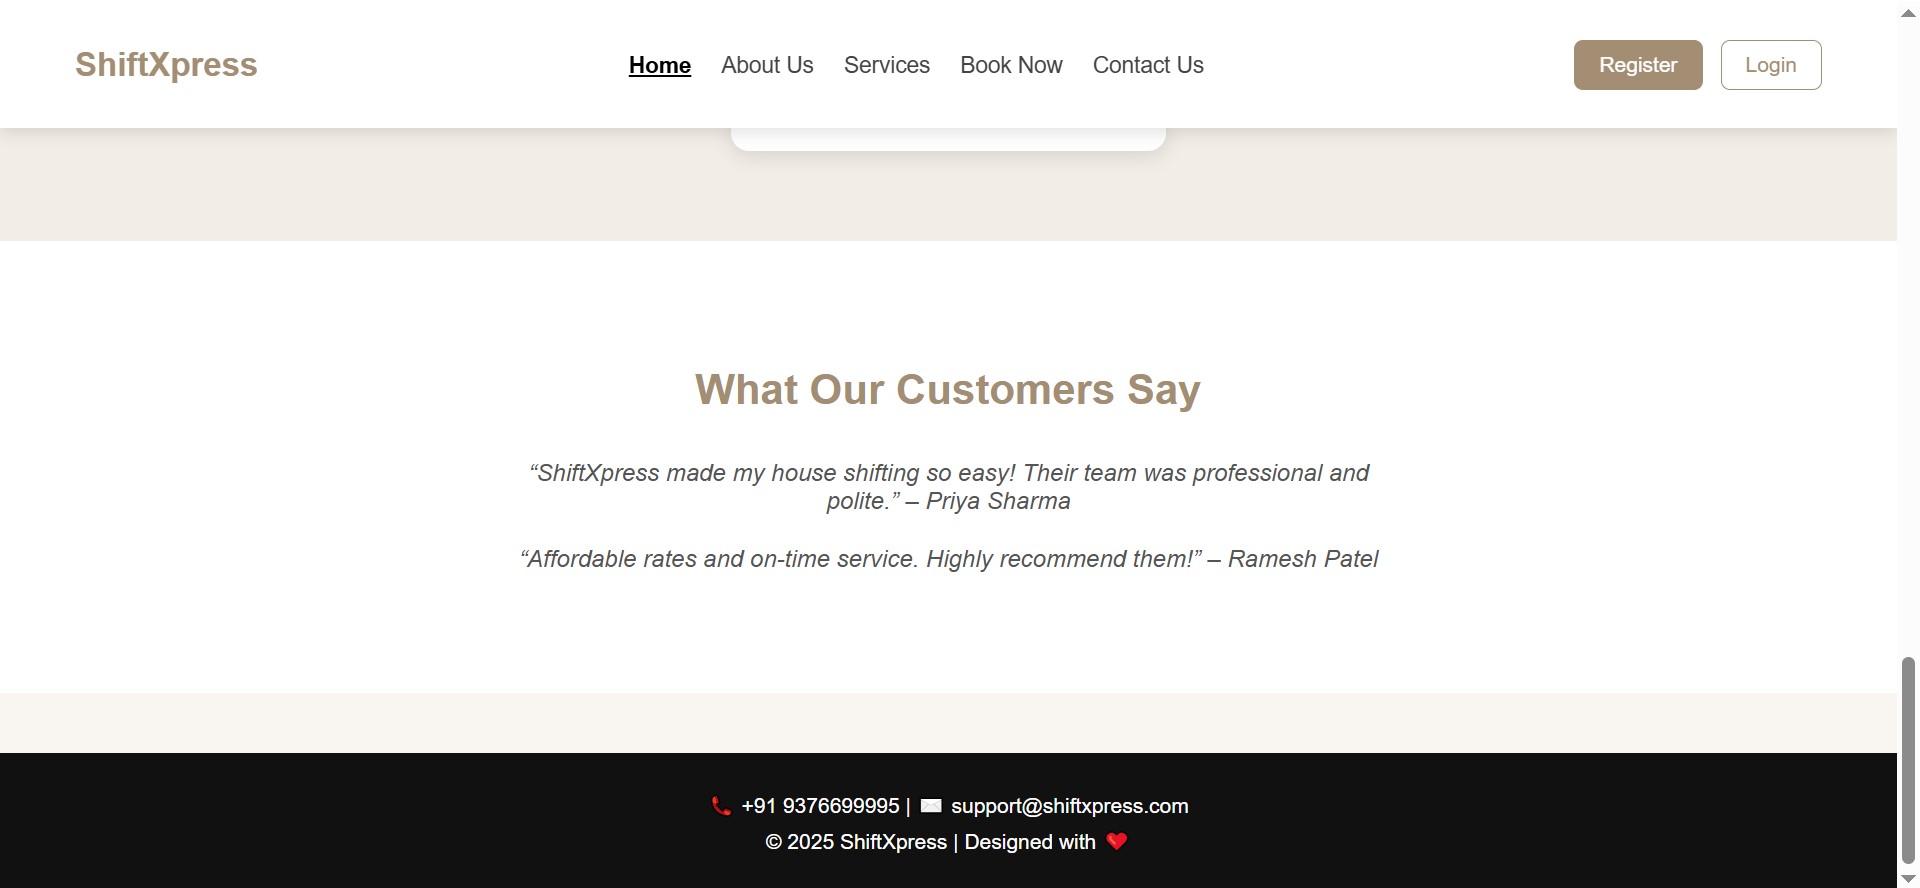 ShiftXpress
Home About Us Services Book Now Contact Us
Register Login
What Our Customers Say
“ShiftXpress made my house shifting so easy! Their team was professional and
polite.” – Priya Sharma
“Affordable rates and on-time service. Highly recommend them!” – Ramesh Patel
📞 +91 9376699995 | ✉️ support@shiftxpress.com
© 2025 ShiftXpress | Designed with ❤️